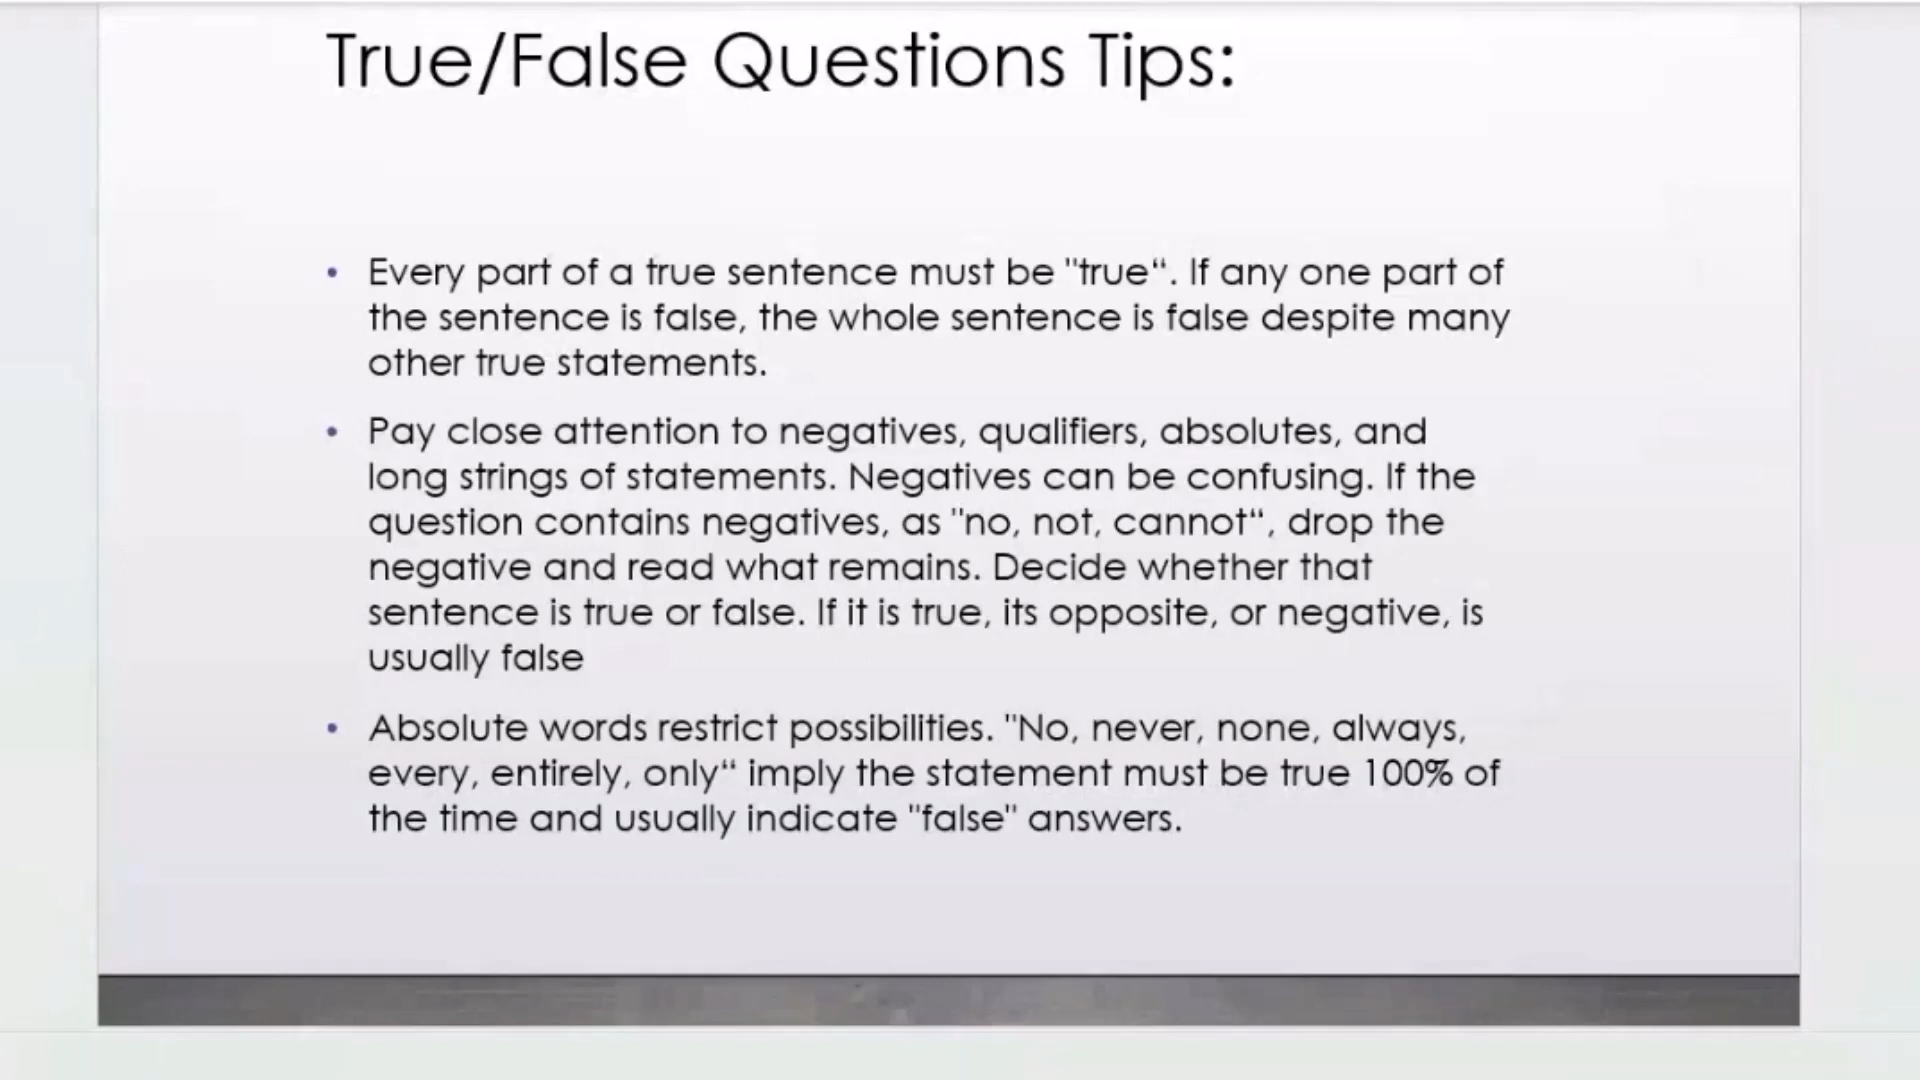 True/False Questions Tips:
• Every part of a true sentence must be "true“. If any one part of
the sentence is false, the whole sentence is false despite many
other true statements.
• Pay close attention to negatives, qualifiers, absolutes, and
long strings of statements. Negatives can be confusing. If the
question contains negatives, as "no, not, cannot“, drop the
negative and read what remains. Decide whether that
sentence is true or false. If it is true, its opposite, or negative, is
usually false
• Absolute words restrict possibilities. "No, never, none, always,
every, entirely, only“ imply the statement must be true 100% of
the time and usually indicate "false" answers.